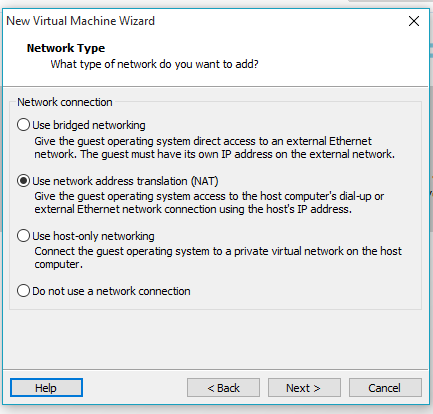 New Virtual Machine Wizard
Network Type
What type of network do you want to add?
Network connection
Use bridged networking
Give the guest operating system direct access to an external Ethernet
network. The guest must have its own IP address on the external network.
Use network address translation (NAT)
Give the guest operating system access to the host computer's dial-up or
external Ethernet network connection using the host's IP address.
Use host-only networking
Connect the guest operating system to a private virtual network on the host
computer.
Do not use a network connection
Help
< Back
Next >
Cancel